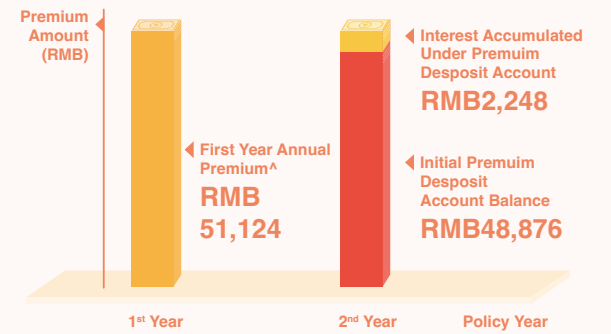 Premium
Amount
(RMB)
First Year Annual
Premium^
RMB
51,124
Interest Accumulated
Under Premuim
Desposit Account
RMB2,248
Initial Premuim
Desposit
Account Balance
RMB48,876
1st Year
2nd Year
Policy Year